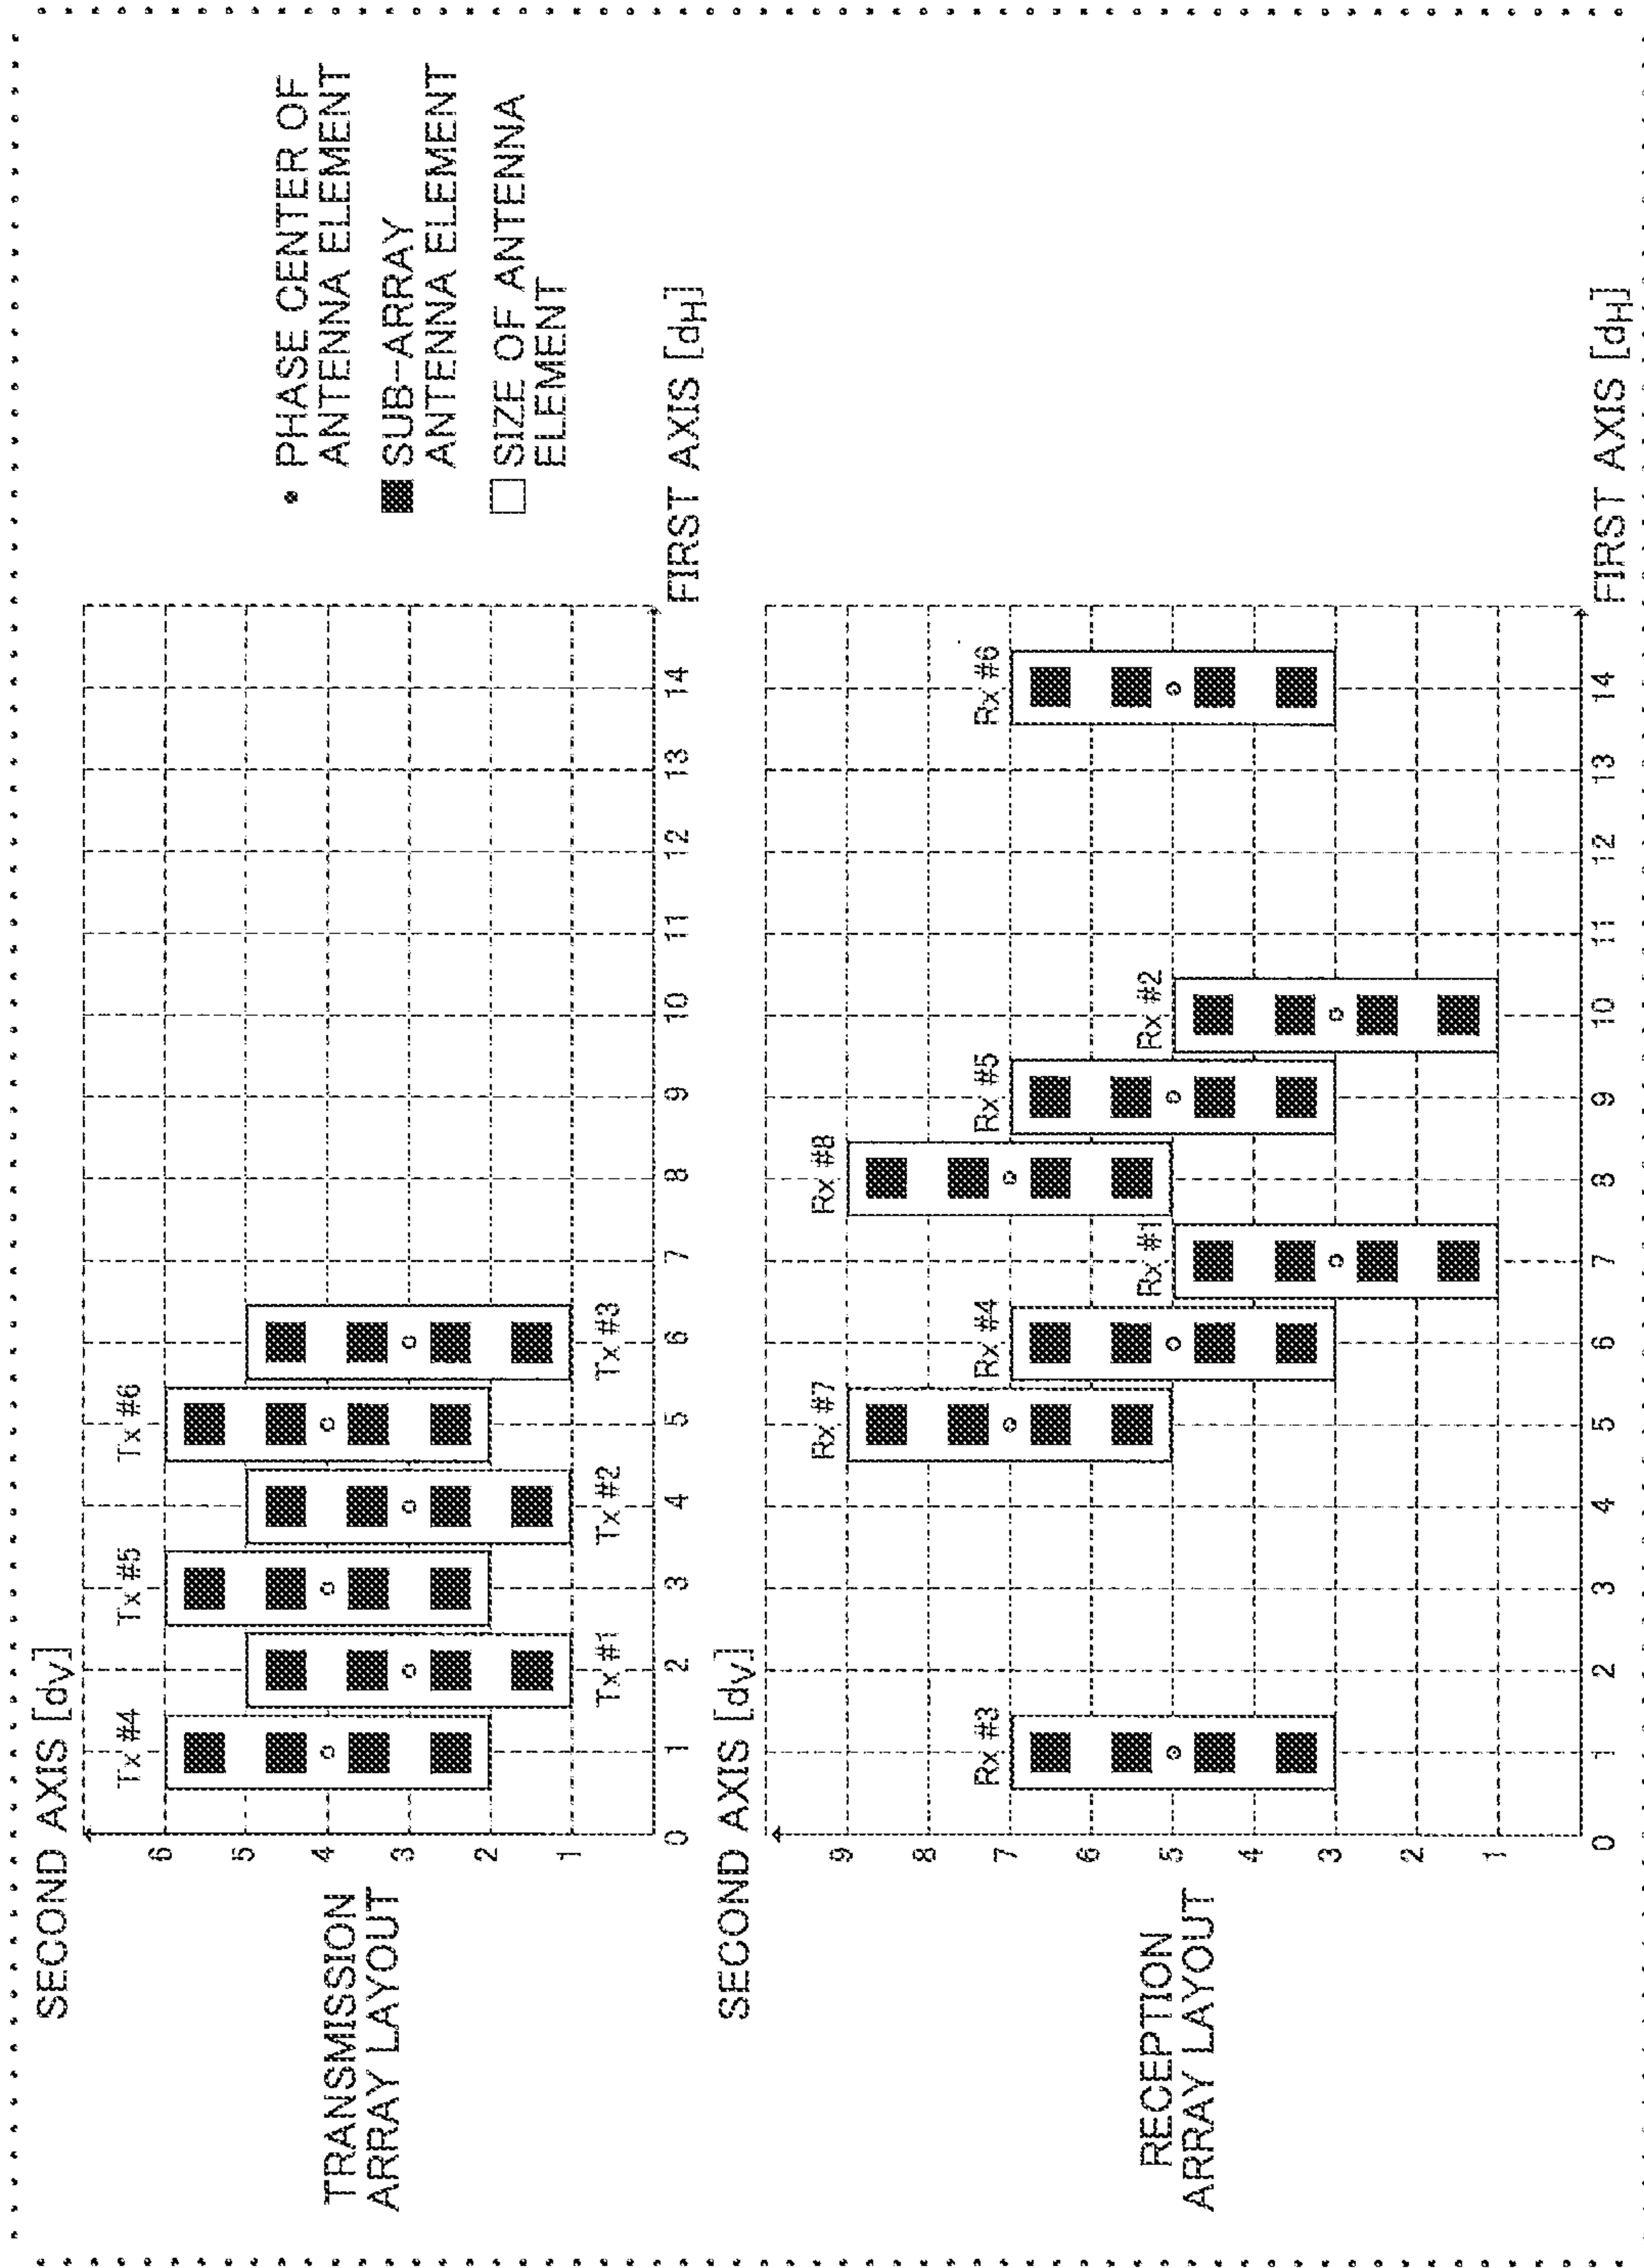 SECOND AXIS [dV]
TRANSMISSION
ARRAY LAYOUT
6
5
4
3
2
1
Tx #4
Tx #5
Tx #6
Tx #1
Tx #2
Tx #3
0 1 2 3 4 5 6 7 8 9 10 11 12 13 14
FIRST AXIS [dH]
PHASE CENTER OF
ANTENNA ELEMENT
SUB-ARRAY
ANTENNA ELEMENT
SIZE OF ANTENNA
ELEMENT
SECOND AXIS [dV]
RECEPTION
ARRAY LAYOUT
9
8
7
6
5
4
3
2
1
Rx #7
Rx #8
Rx #3
Rx #4
Rx #5
Rx #6
Rx #1
Rx #2
0 1 2 3 4 5 6 7 8 9 10 11 12 13 14
FIRST AXIS [dH]